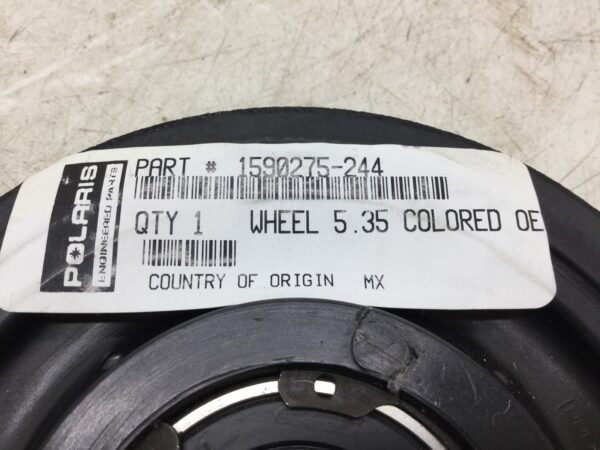 POLARIS
ENGINEERED PARTS
PART # 1590275-244
QTY 1 WHEEL 5.35 COLORED OE
COUNTRY OF ORIGIN MX